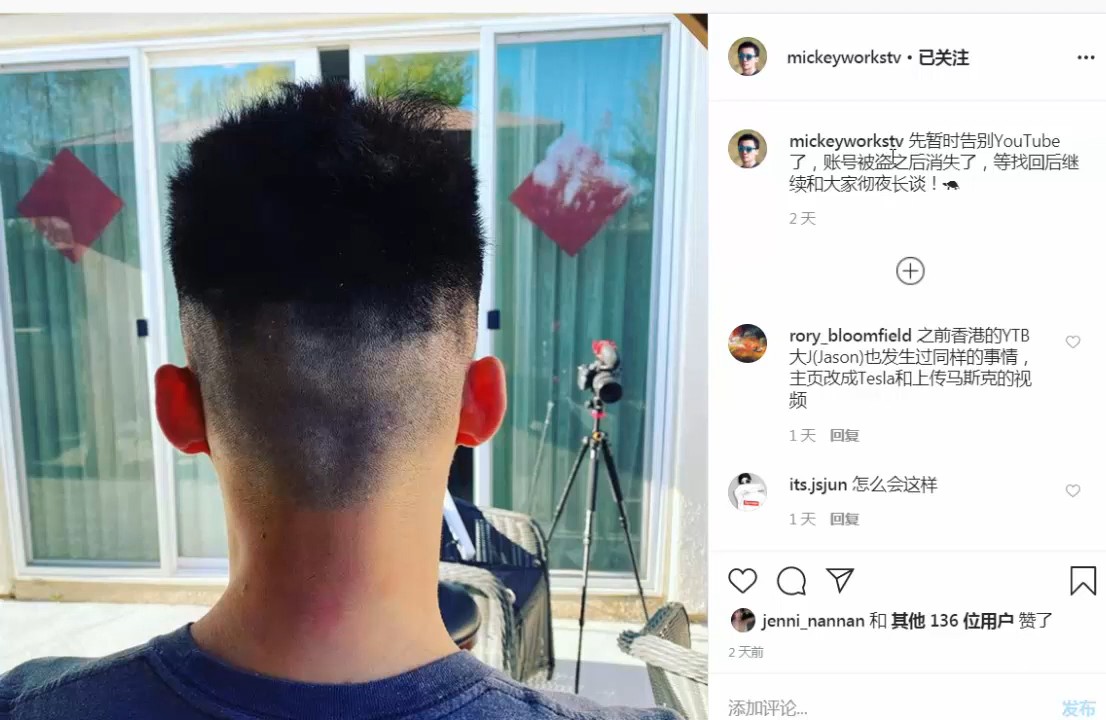 mickeyworkstv • 已关注
mickeyworkstv 先暂时告别YouTube
了，账号被盗之后消失了，等找回后继
续和大家彻夜长谈！
2 天
rory_bloomfield 之前香港的YTB
大J(Jason)也发生过同样的事情，
主页改成Tesla和上传马斯克的视
频
1 天 回复
its.jsjun 怎么会这样
1 天 回复
jenni_nannan 和 其他 136 位用户 赞了
2 天前
添加评论...
发布